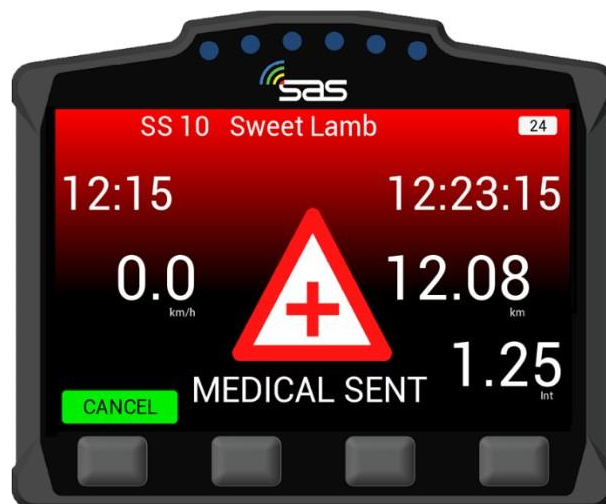 sas
SS 10 Sweet Lamb 24
12:15 12:23:15
0.0 12.08
km/h km
1.25
Int
CANCEL MEDICAL SENT